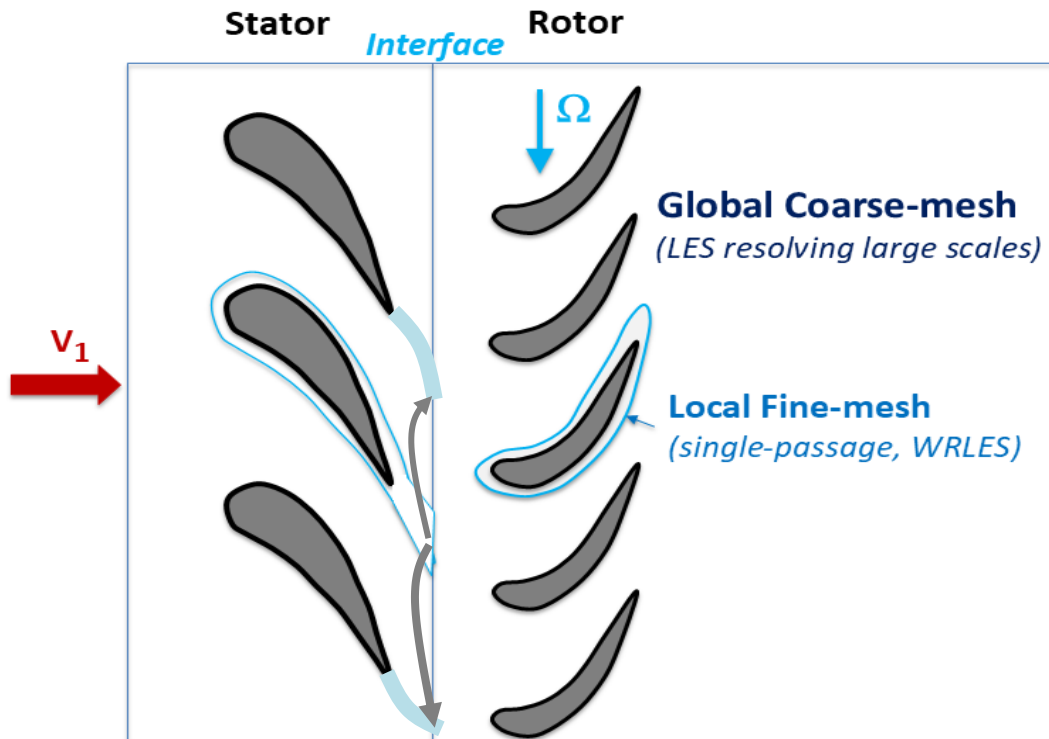 Stator
Interface
Rotor
Ω
Global Coarse-mesh
(LES resolving large scales)
V₁
Local Fine-mesh
(single-passage, WRLES)